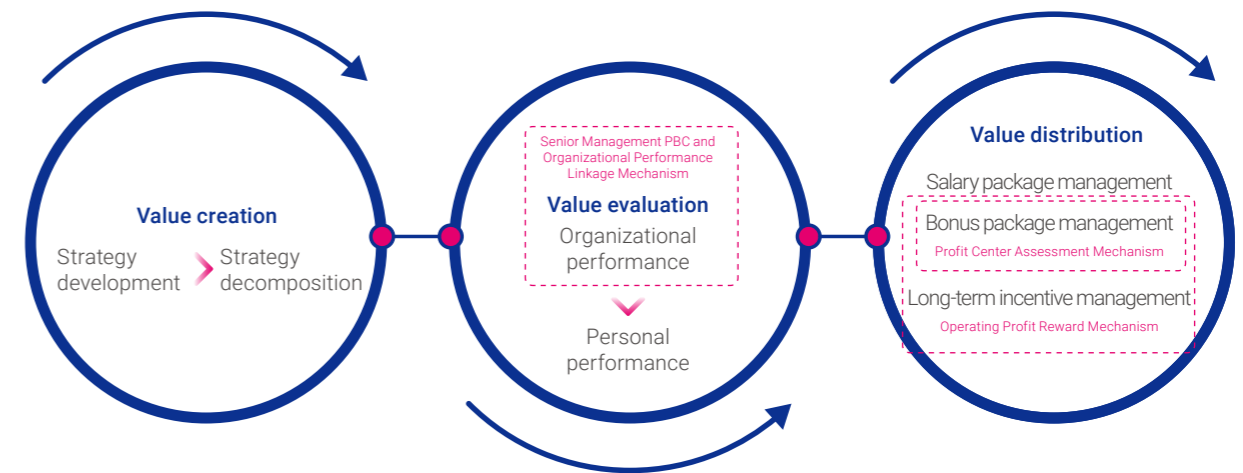 Value creation
Strategy
development
Strategy
decomposition
Senior Management PBC and
Organizational Performance
Linkage Mechanism
Value evaluation
Organizational
performance
Personal
performance
Value distribution
Salary package management
Bonus package management
Profit Center Assessment Mechanism
Long-term incentive management
Operating Profit Reward Mechanism